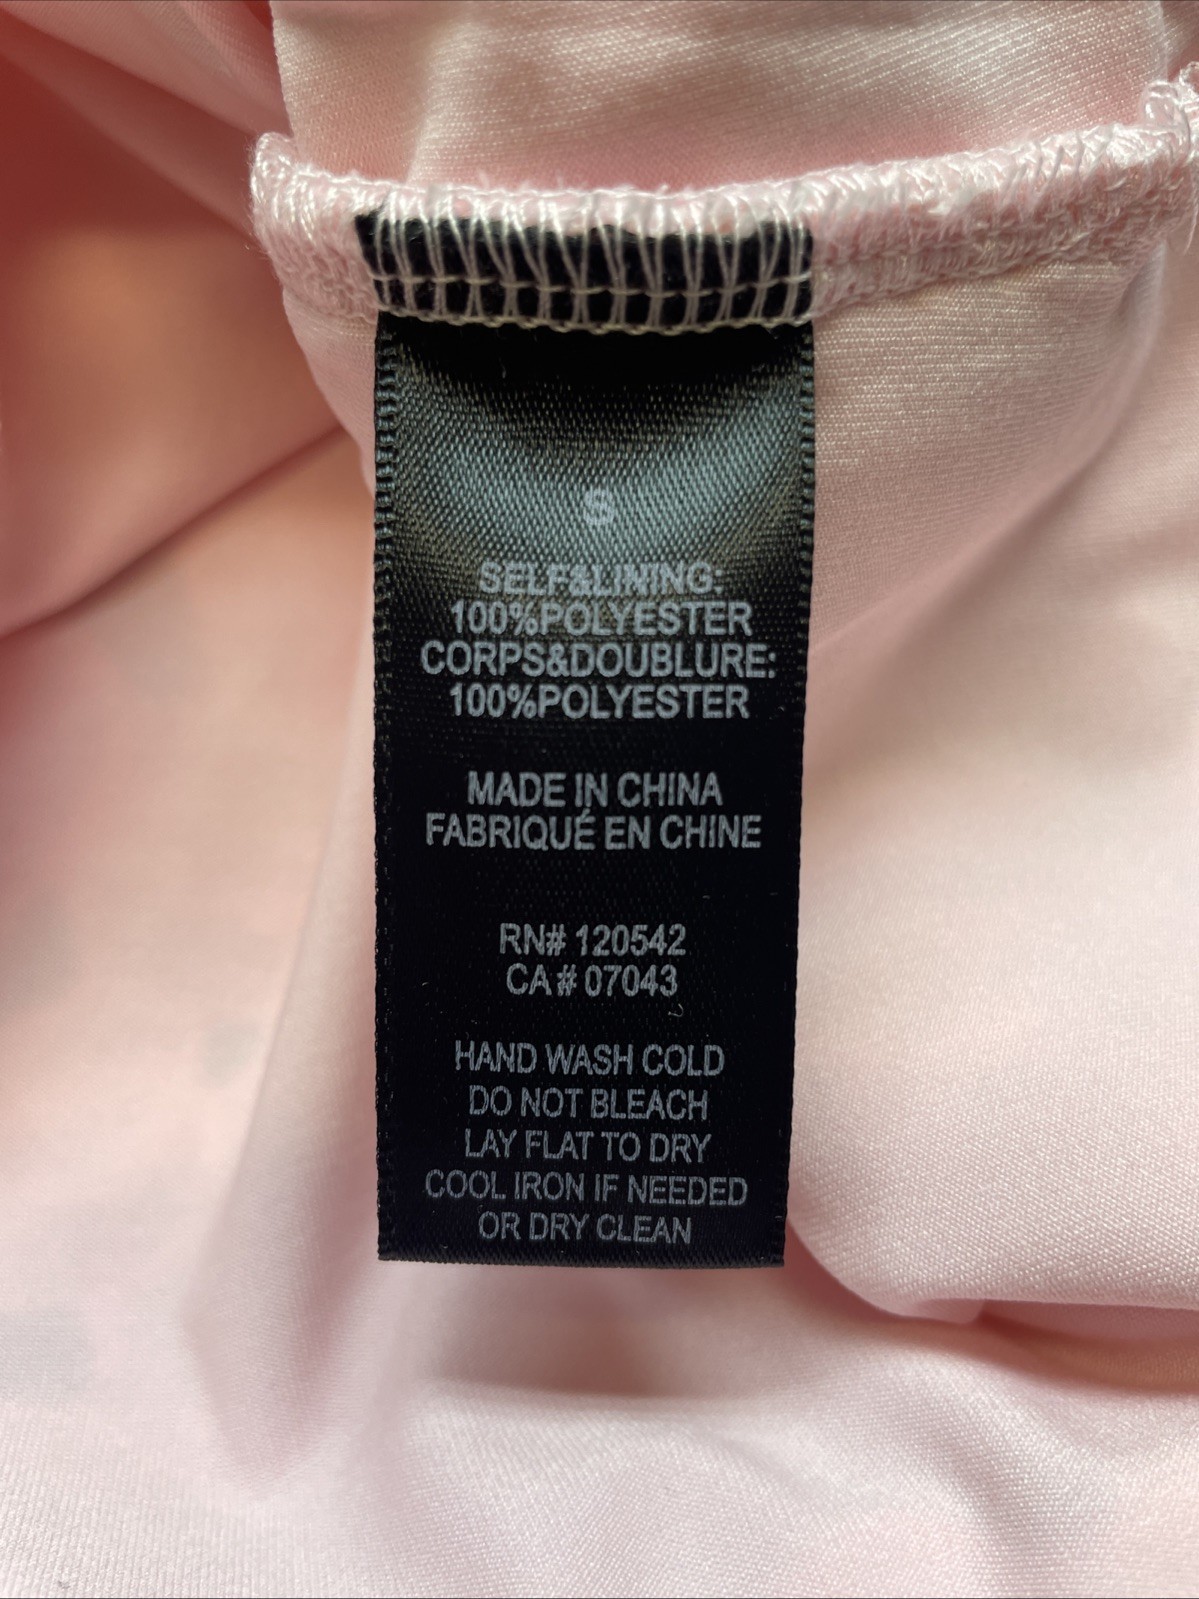 S
SELF&LINING:
100%POLYESTER
CORPS&DOUBLURE:
100%POLYESTER
MADE IN CHINA
FABRIQUÉ EN CHINE
RN# 120542
CA# 07043
HAND WASH COLD
DO NOT BLEACH
LAY FLAT TO DRY
COOL IRON IF NEEDED
OR DRY CLEAN